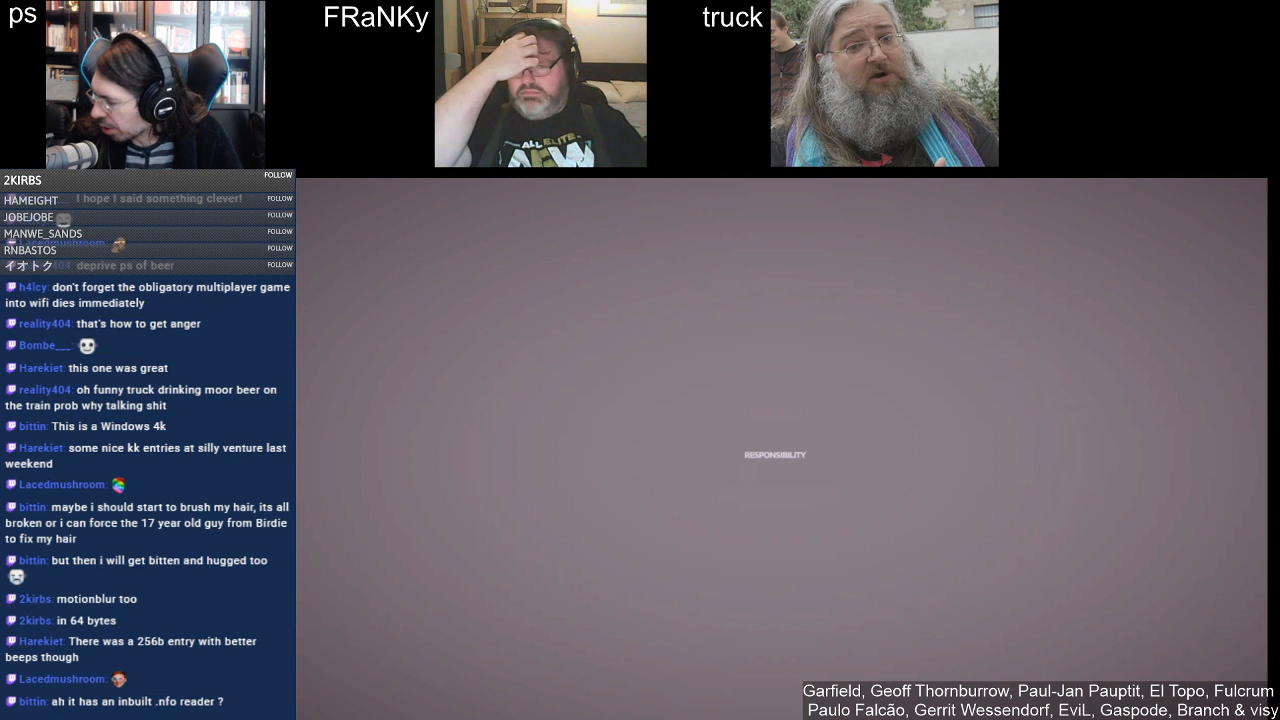 ps
FRaNKy
truck
ALL ELITE
AEW
2KIRBS FOLLOW
HAMEIGHT I hope I said something clever! FOLLOW
JOBEJOBE FOLLOW
MANWE_SANDS FOLLOW
Lacedmushroom:
RNBASTOS FOLLOW
イオトク 404: deprive ps of beer FOLLOW
h4lcy: don't forget the obligatory multiplayer game
into wifi dies immediately
reality404: that's how to get anger
Bombe___:
Harekiet: this one was great
reality404: oh funny truck drinking moor beer on
the train prob why talking shit
bittin: This is a Windows 4k
Harekiet: some nice kk entries at silly venture last
weekend
Lacedmushroom:
bittin: maybe i should start to brush my hair, its all
broken or i can force the 17 year old guy from Birdie
to fix my hair
bittin: but then i will get bitten and hugged too
2kirbs: motionblur too
2kirbs: in 64 bytes
Harekiet: There was a 256b entry with better
beeps though
Lacedmushroom:
bittin: ah it has an inbuilt .nfo reader ?
RESPONSIBILITY
Garfield, Geoff Thornburrow, Paul-Jan Pauptit, El Topo, Fulcrum
Paulo Falcão, Gerrit Wessendorf, EviL, Gaspode, Branch & visy